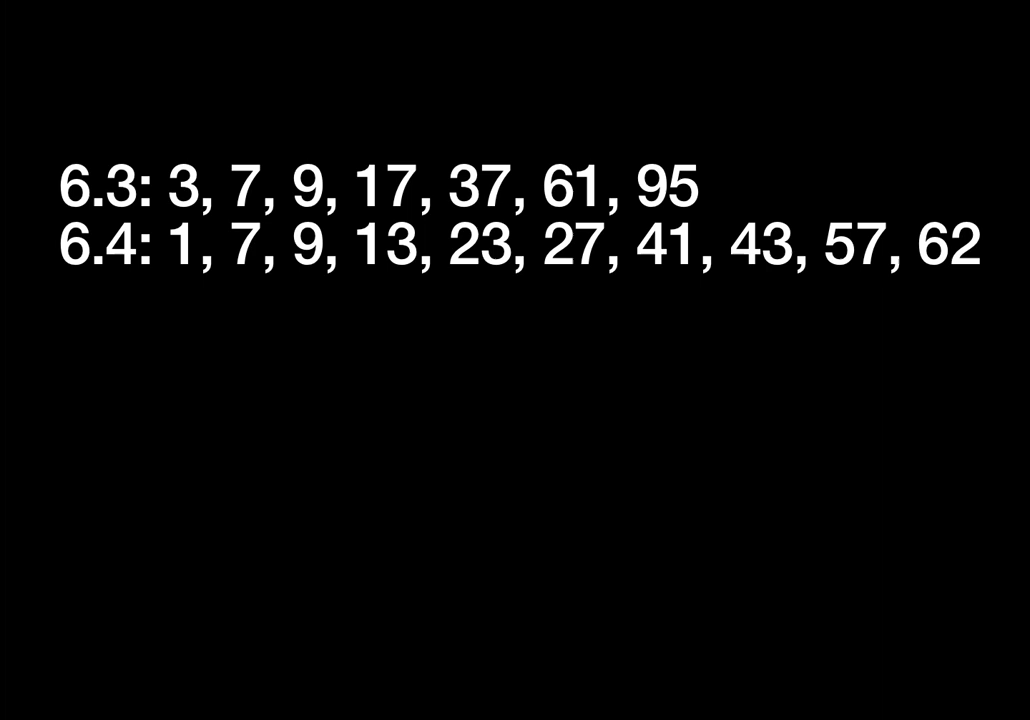 6.3: 3, 7, 9, 17, 37, 61, 95
6.4: 1, 7, 9, 13, 23, 27, 41, 43, 57, 62